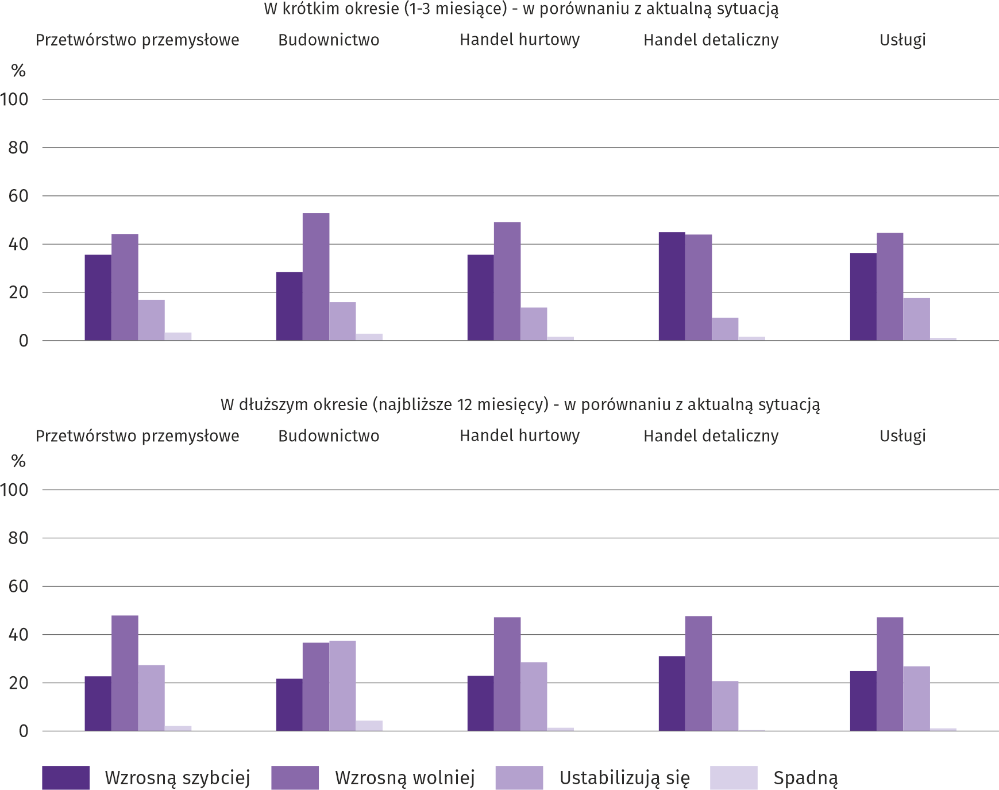 W krótkim okresie (1-3 miesiące) - w porównaniu z aktualną sytuacją
Przetwórstwo przemysłowe Budownictwo Handel hurtowy Handel detaliczny Usługi
%
100
80
60
40
20
0
W dłuższym okresie (najbliższe 12 miesięcy) - w porównaniu z aktualną sytuacją
Przetwórstwo przemysłowe Budownictwo Handel hurtowy Handel detaliczny Usługi
%
100
80
60
40
20
0
Wzrosną szybciej Wzrosną wolniej Ustabilizują się Spadną